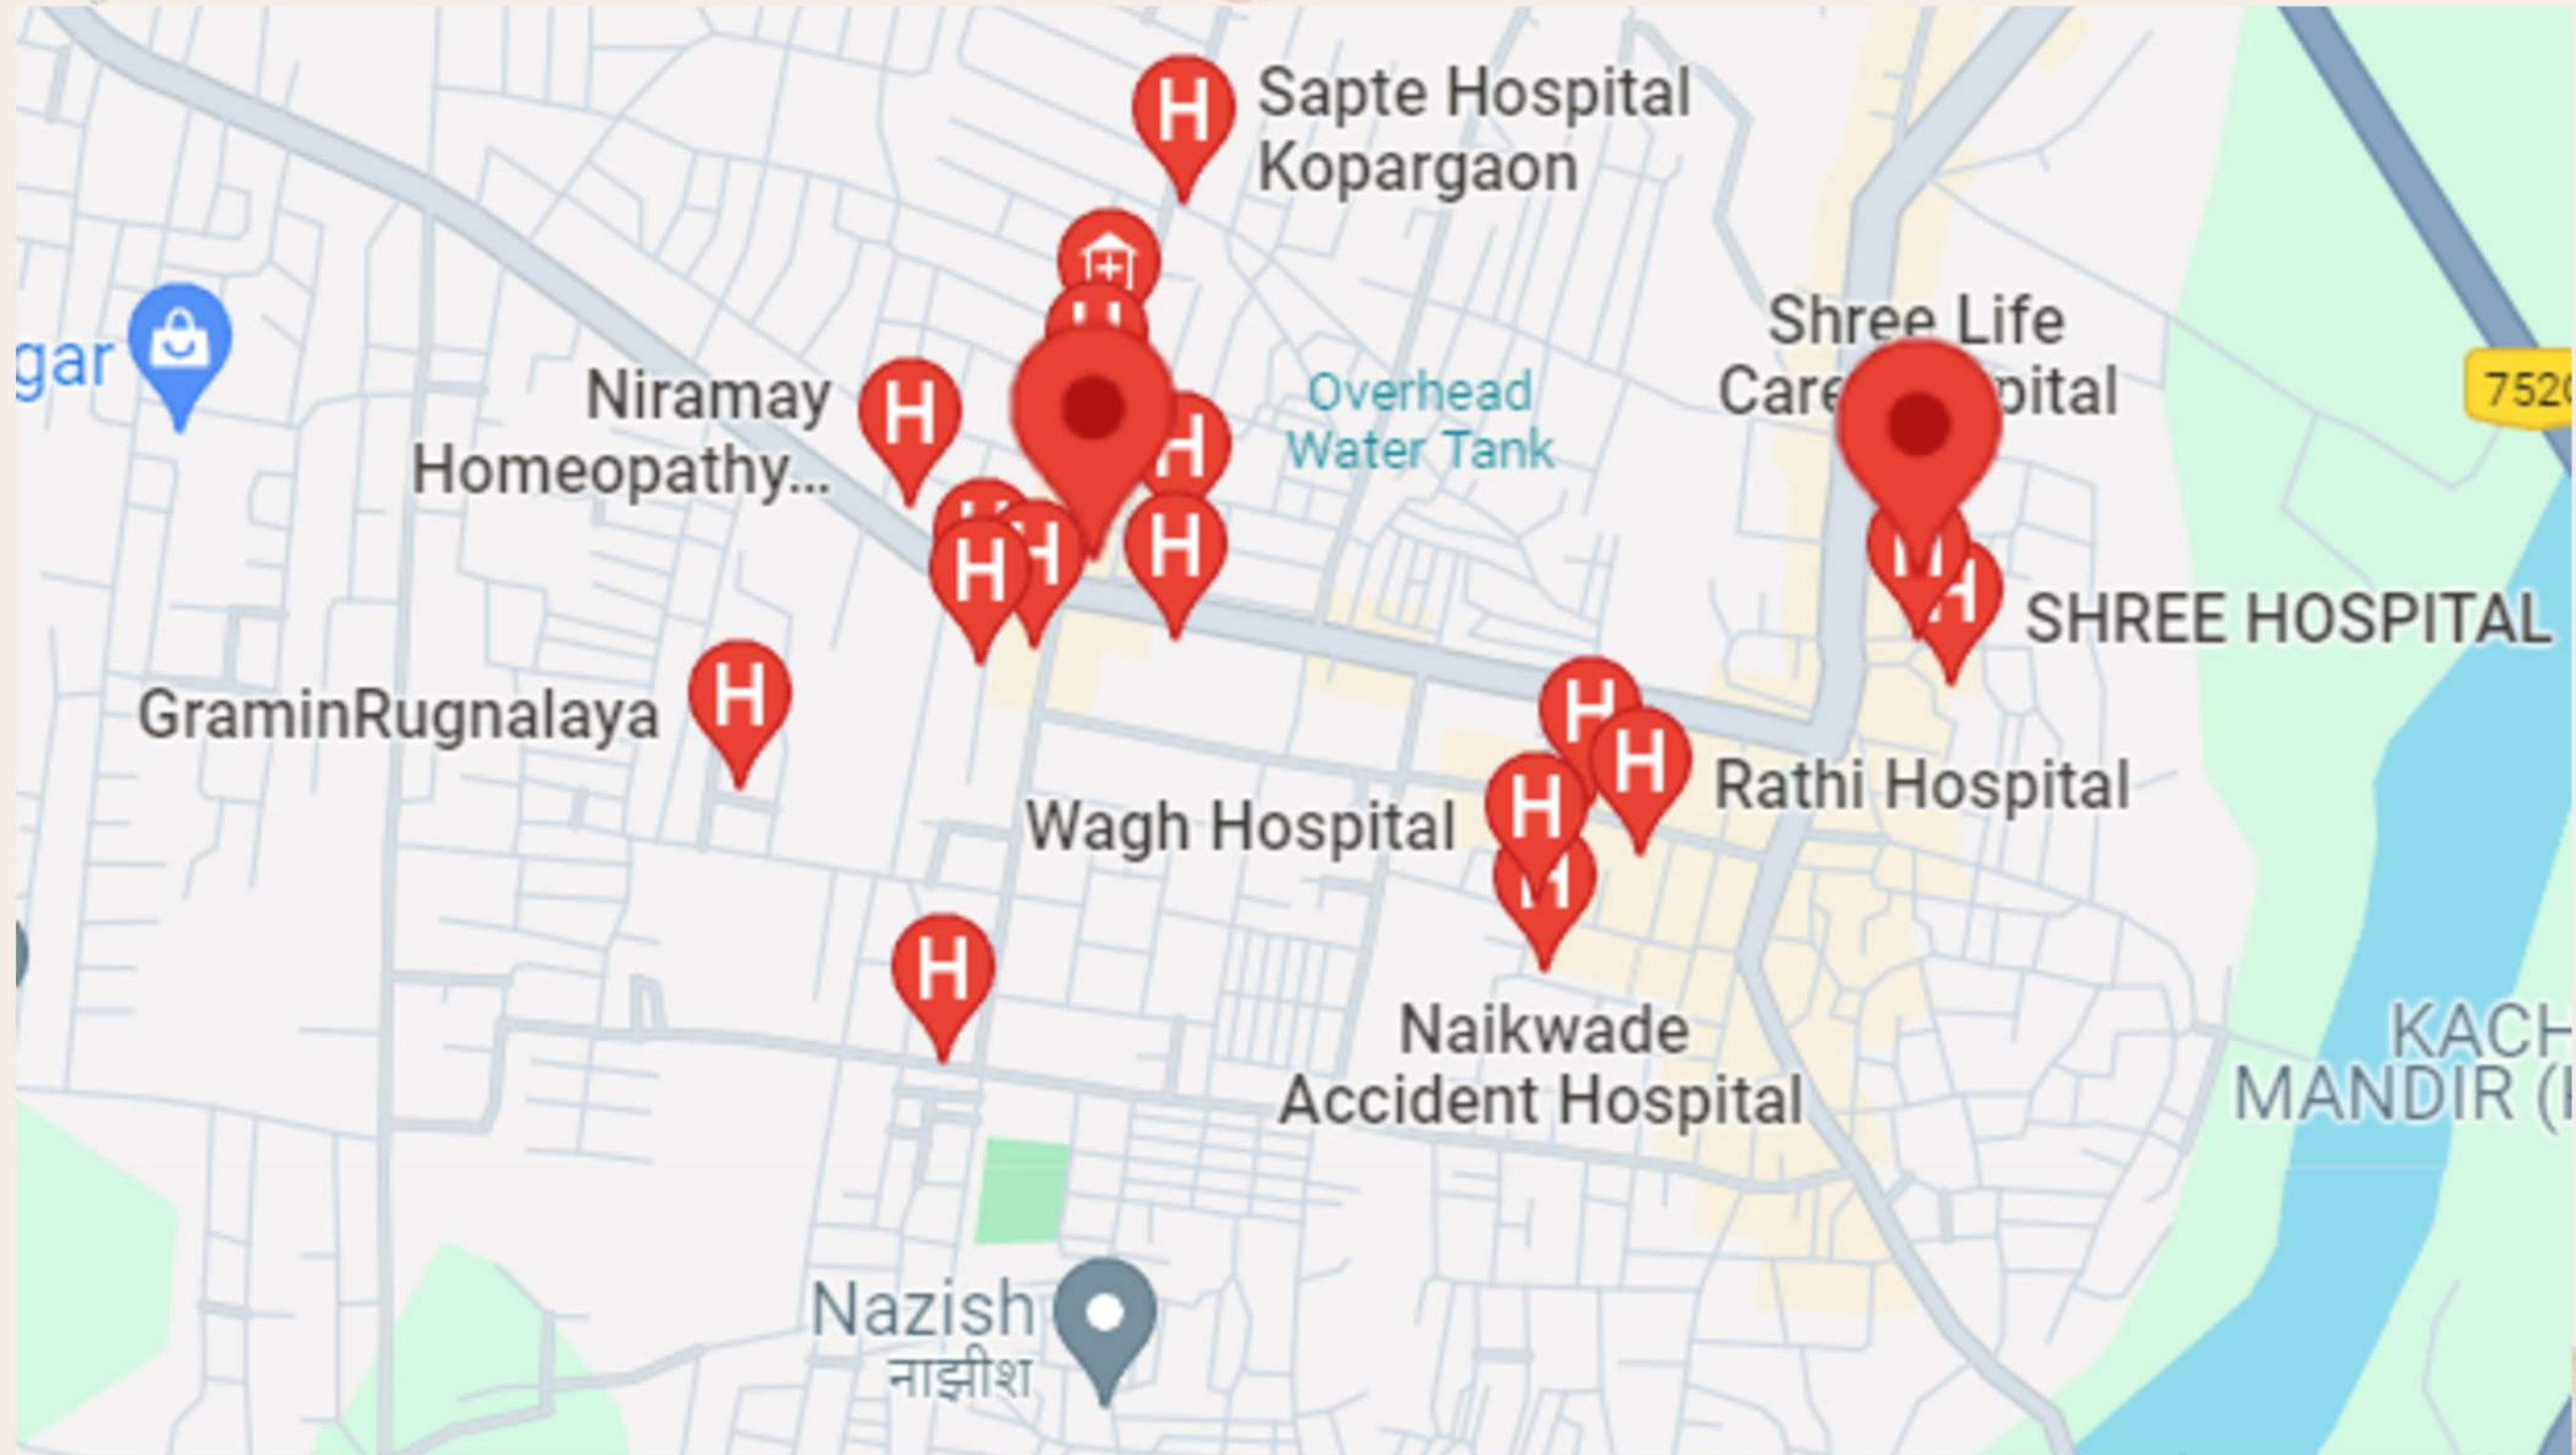 Sapte Hospital
Kopargaon
Shree Life
gar
Niramay
Homeopathy...
Overhead
Water Tank
SHREE HOSPITAL
GraminRugnalaya
Rathi Hospital
Wagh Hospital
Naikwade
Accident Hospital
KACH
MANDIR (
Nazish
नाझीश